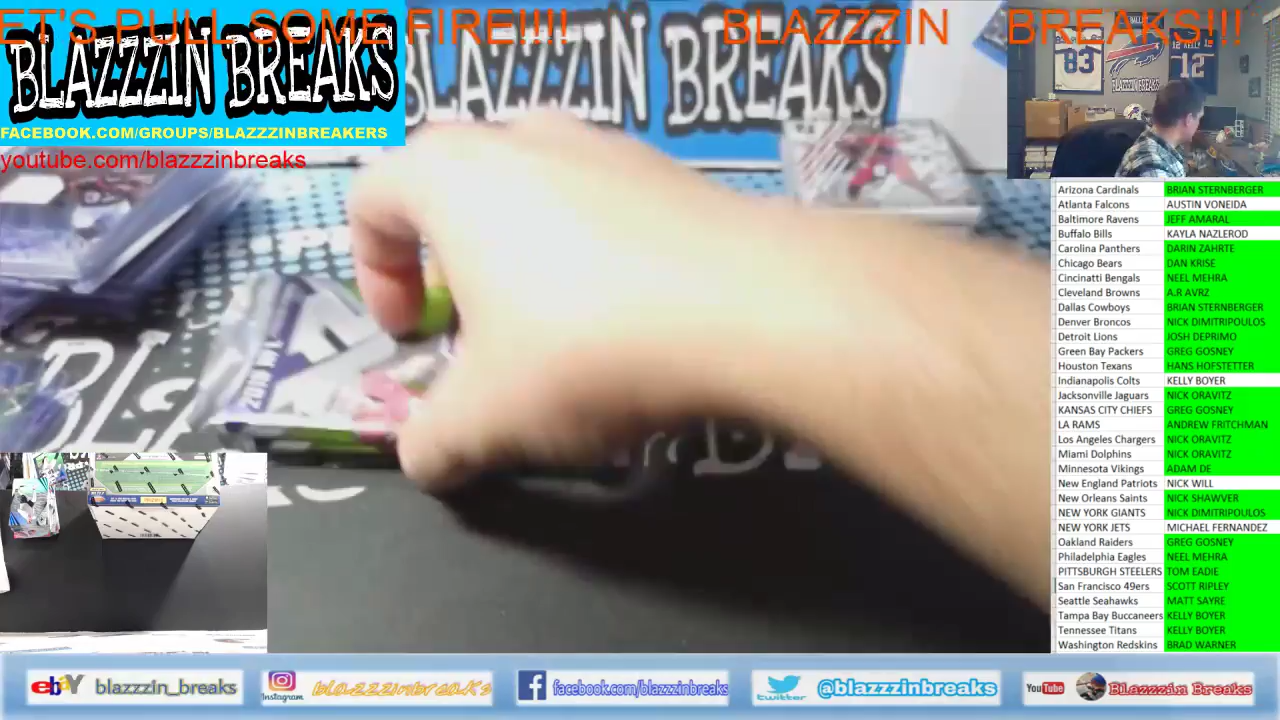 ET'S PULL SOME FIRE!!!! BLAZZZIN BREAKS!!!
BLAZZZIN BREAKS
BLAZZZIN BREAKS
FACEBOOK.COM/GROUPS/BLAZZZINBREAKERS
youtube.com/blazzzinbreaks
83
12
Arizona Cardinals BRIAN STERNBERGER
Atlanta Falcons AUSTIN VONEIDA
Baltimore Ravens JEFF AMARAL
Buffalo Bills KAYLA NAZLEROD
Carolina Panthers DARIN ZAHRTE
Chicago Bears DAN KRISE
Cincinatti Bengals NEEL MEHRA
Cleveland Browns A.R AVRZ
Dallas Cowboys BRIAN STERNBERGER
Denver Broncos NICK DIMITRIPOULOS
Detroit Lions JOSH DEPRIMO
Green Bay Packers GREG GOSNEY
Houston Texans HANS HOFSTETTER
Indianapolis Colts KELLY BOYER
Jacksonville Jaguars NICK ORAVITZ
KANSAS CITY CHIEFS GREG GOSNEY
LA RAMS ANDREW FRITCHMAN
Los Angeles Chargers NICK ORAVITZ
Miami Dolphins NICK ORAVITZ
Minnesota Vikings ADAM DE
New England Patriots NICK WILL
New Orleans Saints NICK SHAWVER
NEW YORK GIANTS NICK DIMITRIPOULOS
NEW YORK JETS MICHAEL FERNANDEZ
Oakland Raiders GREG GOSNEY
Philadelphia Eagles NEEL MEHRA
PITTSBURGH STEELERS TOM EADIE
San Francisco 49ers SCOTT RIPLEY
Seattle Seahawks MATT SAYRE
Tampa Bay Buccaneers KELLY BOYER
Tennessee Titans KELLY BOYER
Washington Redskins BRAD WARNER
ebay blazzzin_breaks
Instagram blazzzinbreaks
facebook.com/blazzzinbreaks
twitter @blazzzinbreaks
YouTube Blazzzin Breaks